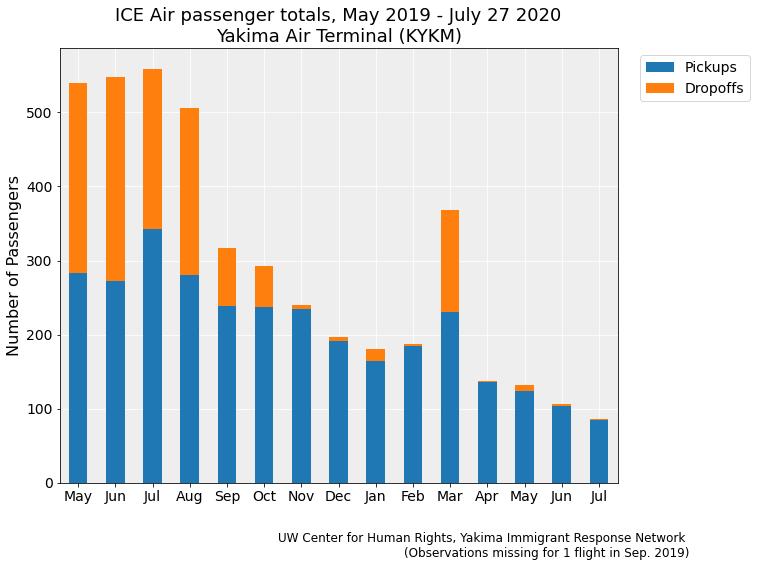 ICE Air passenger totals, May 2019 - July 27 2020
Yakima Air Terminal (KYKM)
Pickups
Dropoffs
Number of Passengers
500
400
300
200
100
0
May Jun Jul Aug Sep Oct Nov Dec Jan Feb Mar Apr May Jun Jul
UW Center for Human Rights, Yakima Immigrant Response Network
(Observations missing for 1 flight in Sep. 2019)